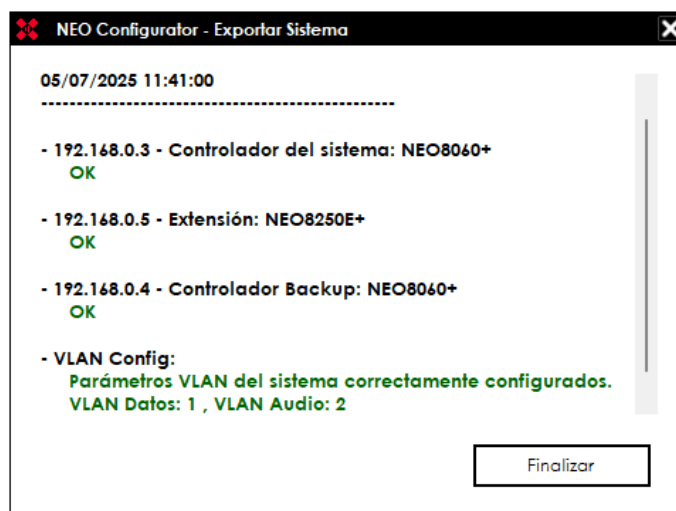 NEO Configurator - Exportar Sistema
05/07/2025 11:41:00
--------------------------------------------------
- 192.168.0.3 - Controlador del sistema: NEO8060+
OK
- 192.168.0.5 - Extensión: NEO8250E+
OK
- 192.168.0.4 - Controlador Backup: NEO8060+
OK
- VLAN Config:
Parámetros VLAN del sistema correctamente configurados.
VLAN Datos: 1 , VLAN Audio: 2
Finalizar